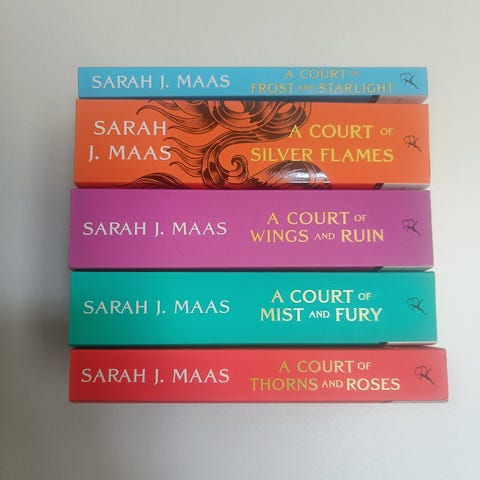 SARAH J. MAAS
A COURT OF
FROST AND STARLIGHT
SARAH
J. MAAS
A COURT OF
SILVER FLAMES
SARAH J. MAAS
A COURT OF
WINGS AND RUIN
SARAH J. MAAS
A COURT OF
MIST AND FURY
SARAH J. MAAS
A COURT OF
THORNS AND ROSES